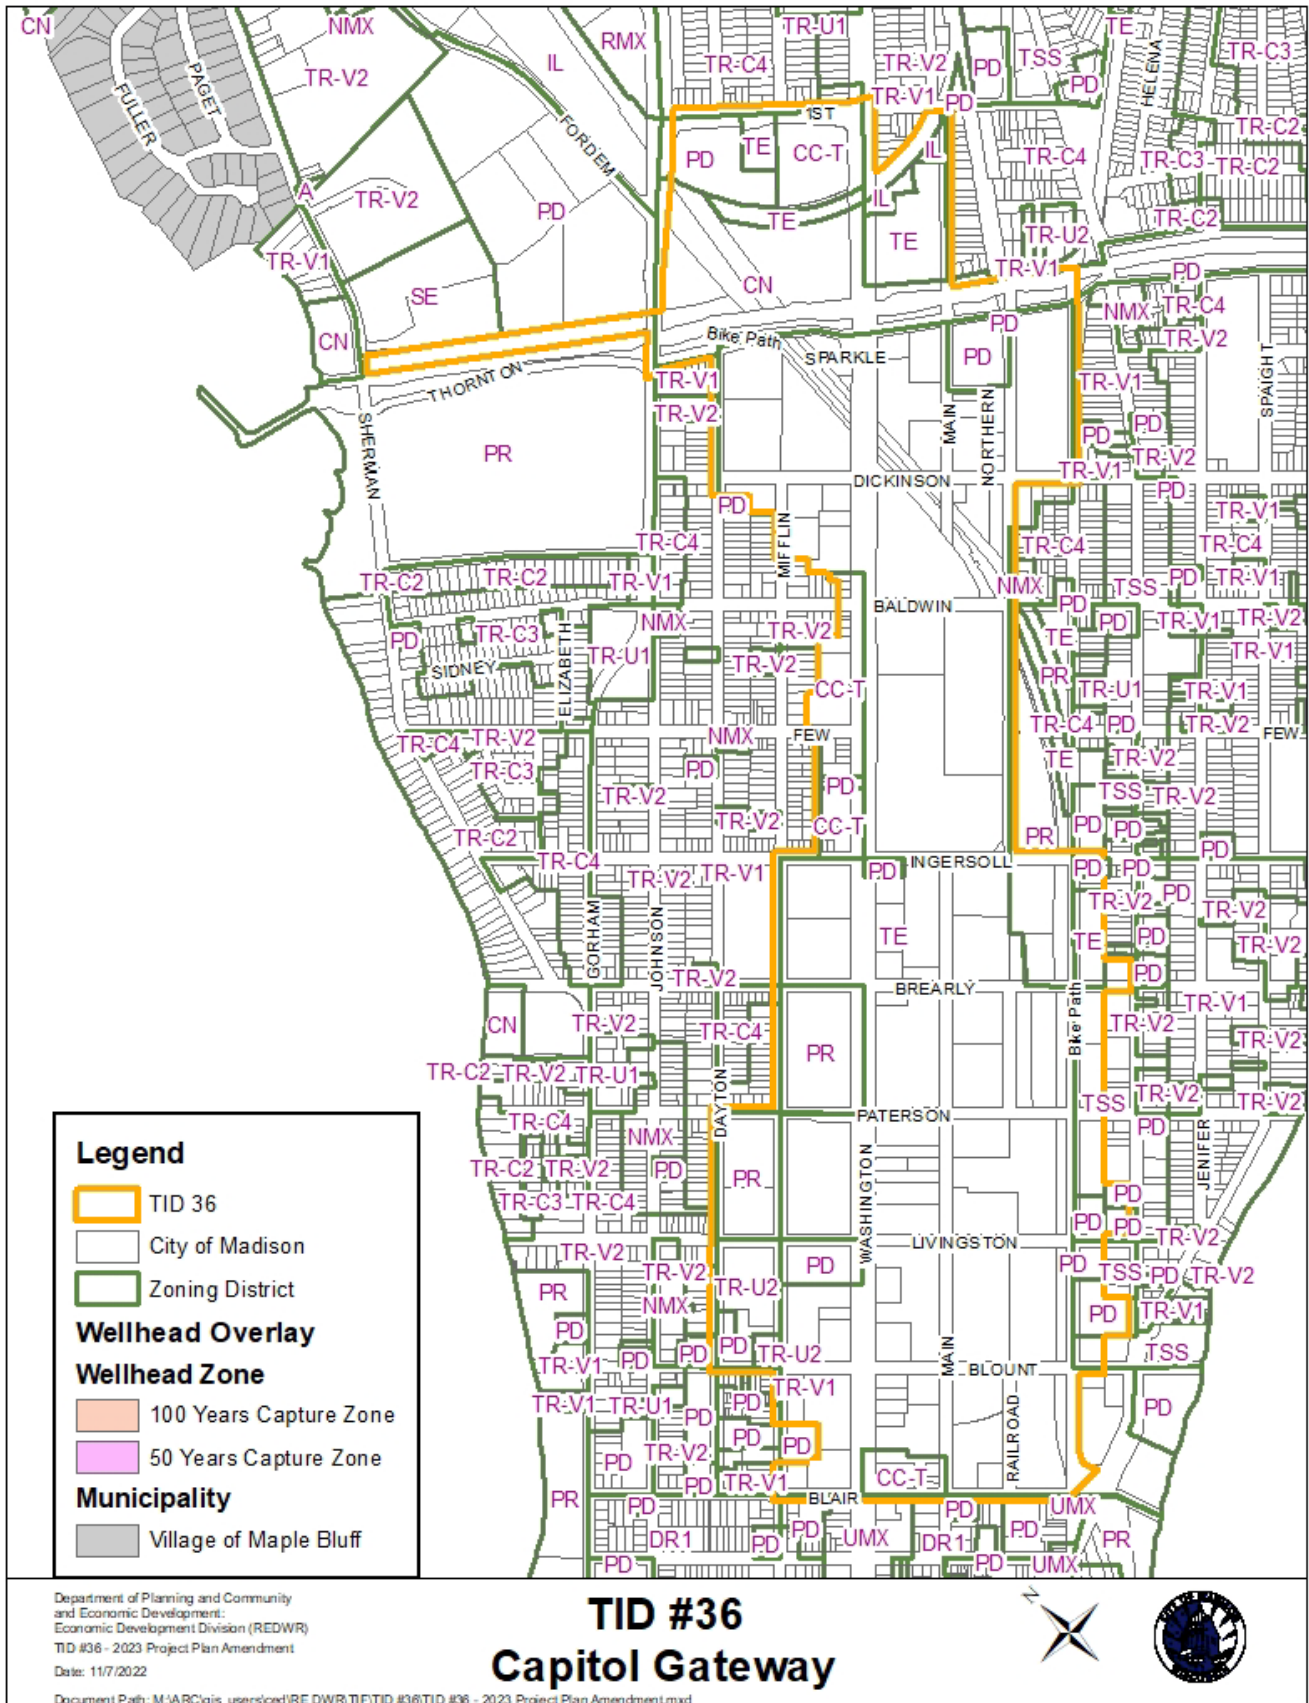 CN NMX TR-U1 TE
RMX
IL TR-C4 TR-V2 PD TSS TR-C3
TR-V2 PAGET HELENA
PD
FULLER TR-V1 PD
1ST
FORDEM TR-C2
TE CC-T IL TR-C4 TR-C3 TR-C2
PD
A TR-V2 PD IL
TE TR-C2
TE TR-U2
TR-V1 TR-V1 PD
SE CN
NMX TR-C4
CN Bike Path PD TR-V2
SPARKLE PD
THORNTON TR-V1 TR-V1 SPAIGHT
TR-V2
SHERMAN MAIN NORTHERN PD PD
PR TR-V2
TR-V1
DICKINSON PD
PD TR-V1
MIFFLIN
TR-C4 TR-C4 TR-C4
TR-C2 TR-C2 TR-V1 NMX TSS PD TR-V1
BALDWIN PD
NMX TR-V2 PD TR-V1 TR-V2
PD TR-C3 TE
SIDNEY ELIZABETH TR-U1 TR-V2 TR-V1
PR
CC-T TR-U1 TR-V1
TR-C4 PD TR-V2
TR-C4 TR-V2 NMX FEW FEW
TR-C3 PD TE TR-V2
TR-V2 PD TSS TR-V2
TR-C2 TR-V2 CC-T PR PD PD
PD
TR-C4 INGERSOLL
TR-V2 TR-V1 PD PD PD
TR-V2 PD TR-V2
GORHAM JOHNSON TE TE PD TR-V2
TR-V2 PD
BREARLY TR-V1
CN TR-V2 TR-C4 Bike Path TR-V2 TR-V2
PR
TR-C2 TR-V2 TR-U1
DAYTON TR-V2
TSS TR-V2
TR-C4 PATERSON PD
NMX
TR-C2 TR-V2 PD PR WASHINGTON JENIFER
TR-C3 TR-C4 PD
PD PD
TR-V2 LIVINGSTON TR-V2
TR-V2 PD PD TSS PD TR-V2
PR TR-U2
NMX PD TR-V1
PD
TR-V1 PD PD PD TR-U2 MAIN BLOUNT TSS
TR-V1 TR-U1 PD TR-V1 RAILROAD PD
PD
PD TR-V2 PD PD
PR PD TR-V1 CC-T
PD BLAIR PD UMX
DR1 PD PD UMX DR1 PD PR
PD PD UMX
Legend
TID 36
City of Madison
Zoning District
Wellhead Overlay
Wellhead Zone
100 Years Capture Zone
50 Years Capture Zone
Municipality
Village of Maple Bluff
Department of Planning and Community
and Economic Development:
Economic Development Division (REDWR)
TID #36 - 2023 Project Plan Amendment
Date: 11/7/2022
Document Path: M:\ARC\gis_users\ced\RE DWR\TIF\TID #36\TID #36 - 2023 Project Plan Amendment.mxd
TID #36
Capitol Gateway
N